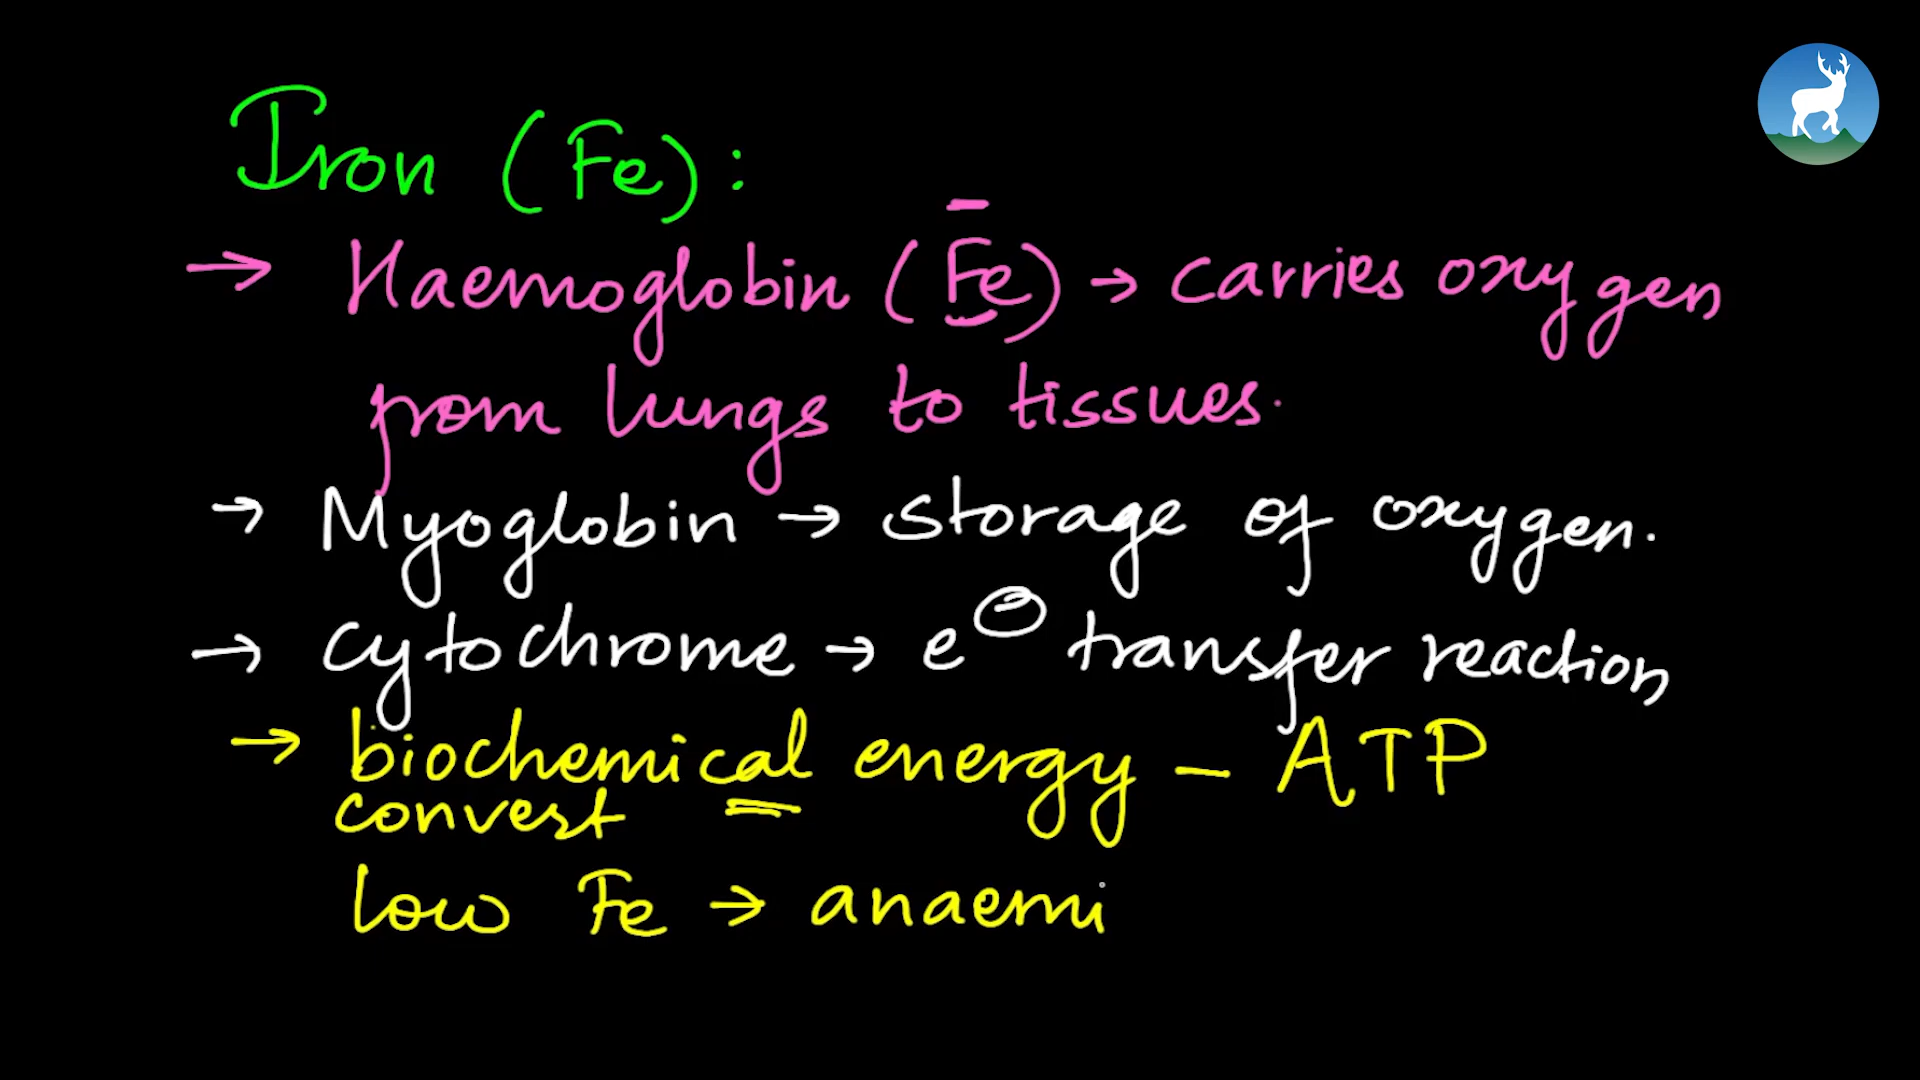 Iron (Fe):
→ Haemoglobin (Fe) → carries oxygen
from lungs to tissues.
→ Myoglobin → storage of oxygen.
→ cytochrome → e⊖ transfer reaction
→ biochemical energy – ATP
convert
low Fe → anaemi